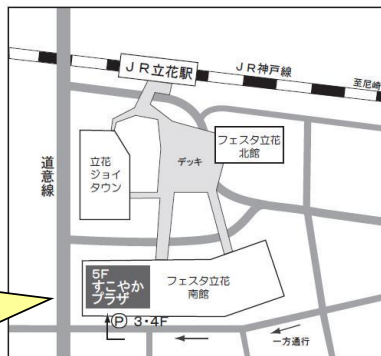 JR立花駅
JR神戸線
至尼崎
フェスタ立花
北館
デッキ
立花
ジョイ
タウン
道意線
5F
すこやか
プラザ
フェスタ立花
南館
Ⓟ 3・4F
一方通行